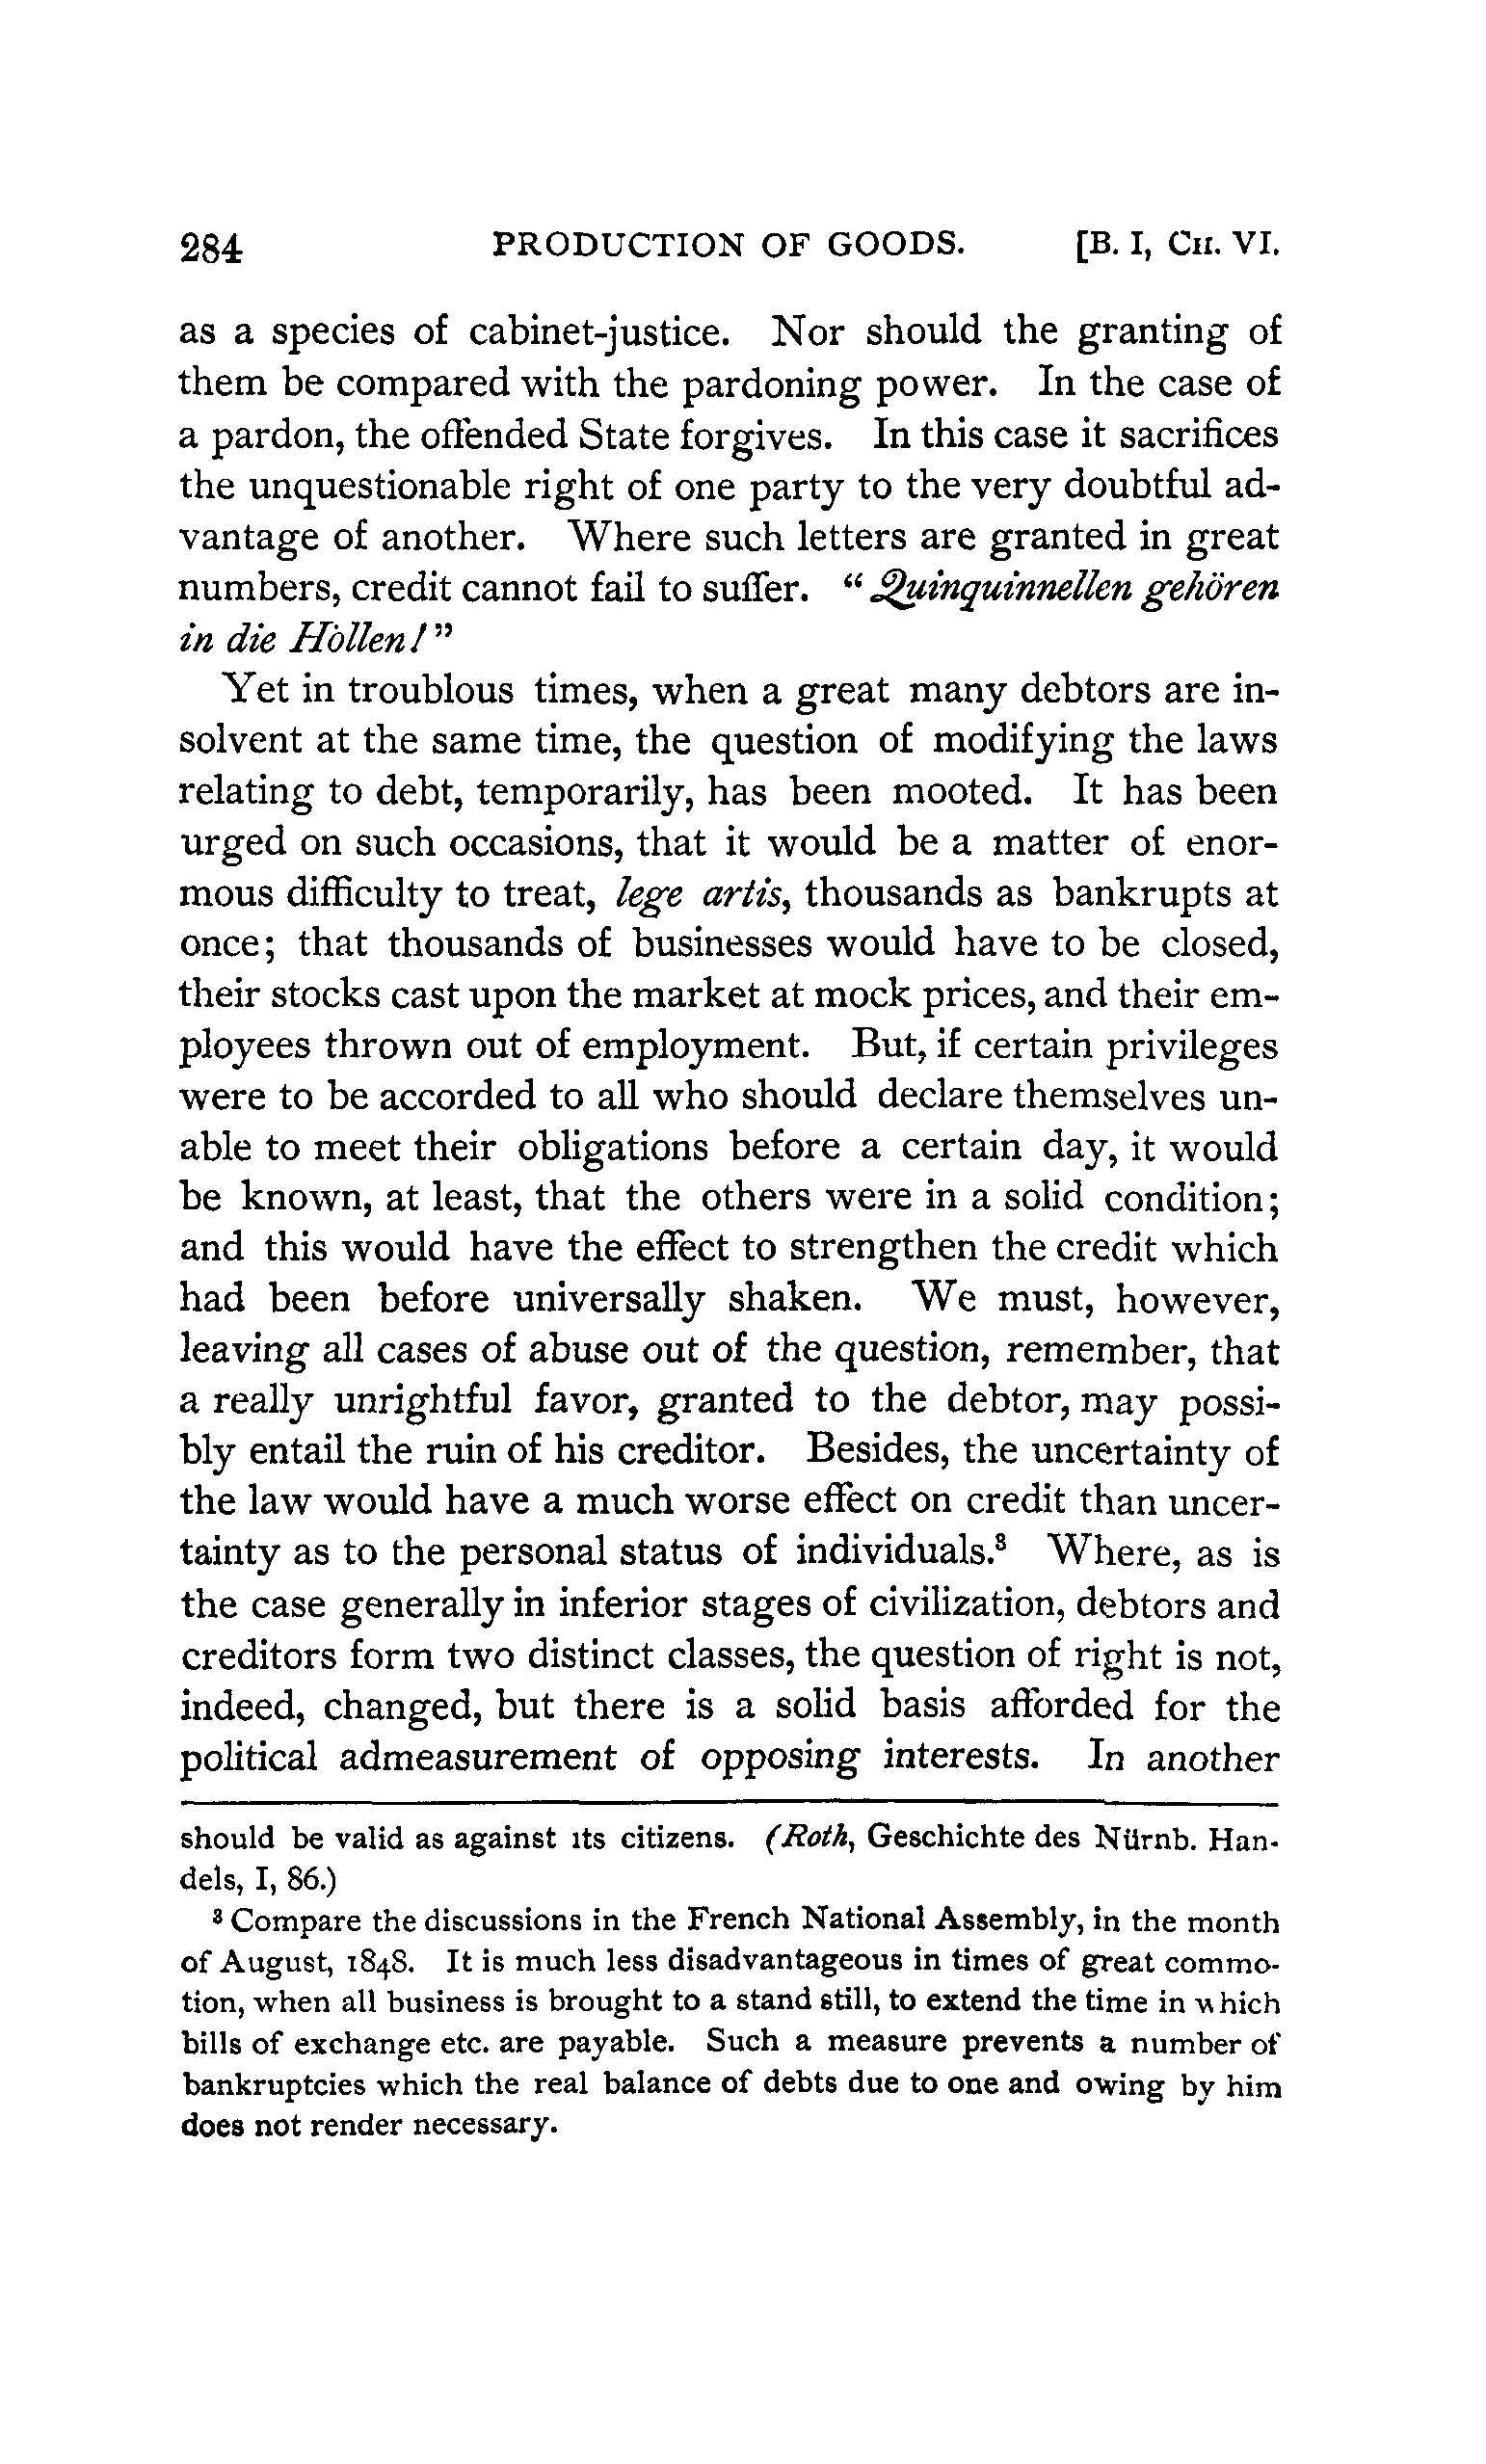 284 PRODUCTION OF GOODS. [B. I, CH. VI.
as a species of cabinet-justice. Nor should the granting of
them be compared with the pardoning power. In the case of
a pardon, the offended State forgives. In this case it sacrifices
the unquestionable right of one party to the very doubtful ad-
vantage of another. Where such letters are granted in great
numbers, credit cannot fail to suffer. “Quinquinnellen gehören
in die Höllen!”
Yet in troublous times, when a great many debtors are in-
solvent at the same time, the question of modifying the laws
relating to debt, temporarily, has been mooted. It has been
urged on such occasions, that it would be a matter of enor-
mous difficulty to treat, lege artis, thousands as bankrupts at
once; that thousands of businesses would have to be closed,
their stocks cast upon the market at mock prices, and their em-
ployees thrown out of employment. But, if certain privileges
were to be accorded to all who should declare themselves un-
able to meet their obligations before a certain day, it would
be known, at least, that the others were in a solid condition;
and this would have the effect to strengthen the credit which
had been before universally shaken. We must, however,
leaving all cases of abuse out of the question, remember, that
a really unrightful favor, granted to the debtor, may possi-
bly entail the ruin of his creditor. Besides, the uncertainty of
the law would have a much worse effect on credit than uncer-
tainty as to the personal status of individuals.³ Where, as is
the case generally in inferior stages of civilization, debtors and
creditors form two distinct classes, the question of right is not,
indeed, changed, but there is a solid basis afforded for the
political admeasurement of opposing interests. In another
should be valid as against its citizens. (Roth, Geschichte des Nürnb. Han-
dels, I, 86.)
³ Compare the discussions in the French National Assembly, in the month
of August, 1848. It is much less disadvantageous in times of great commo-
tion, when all business is brought to a stand still, to extend the time in which
bills of exchange etc. are payable. Such a measure prevents a number of
bankruptcies which the real balance of debts due to one and owing by him
does not render necessary.